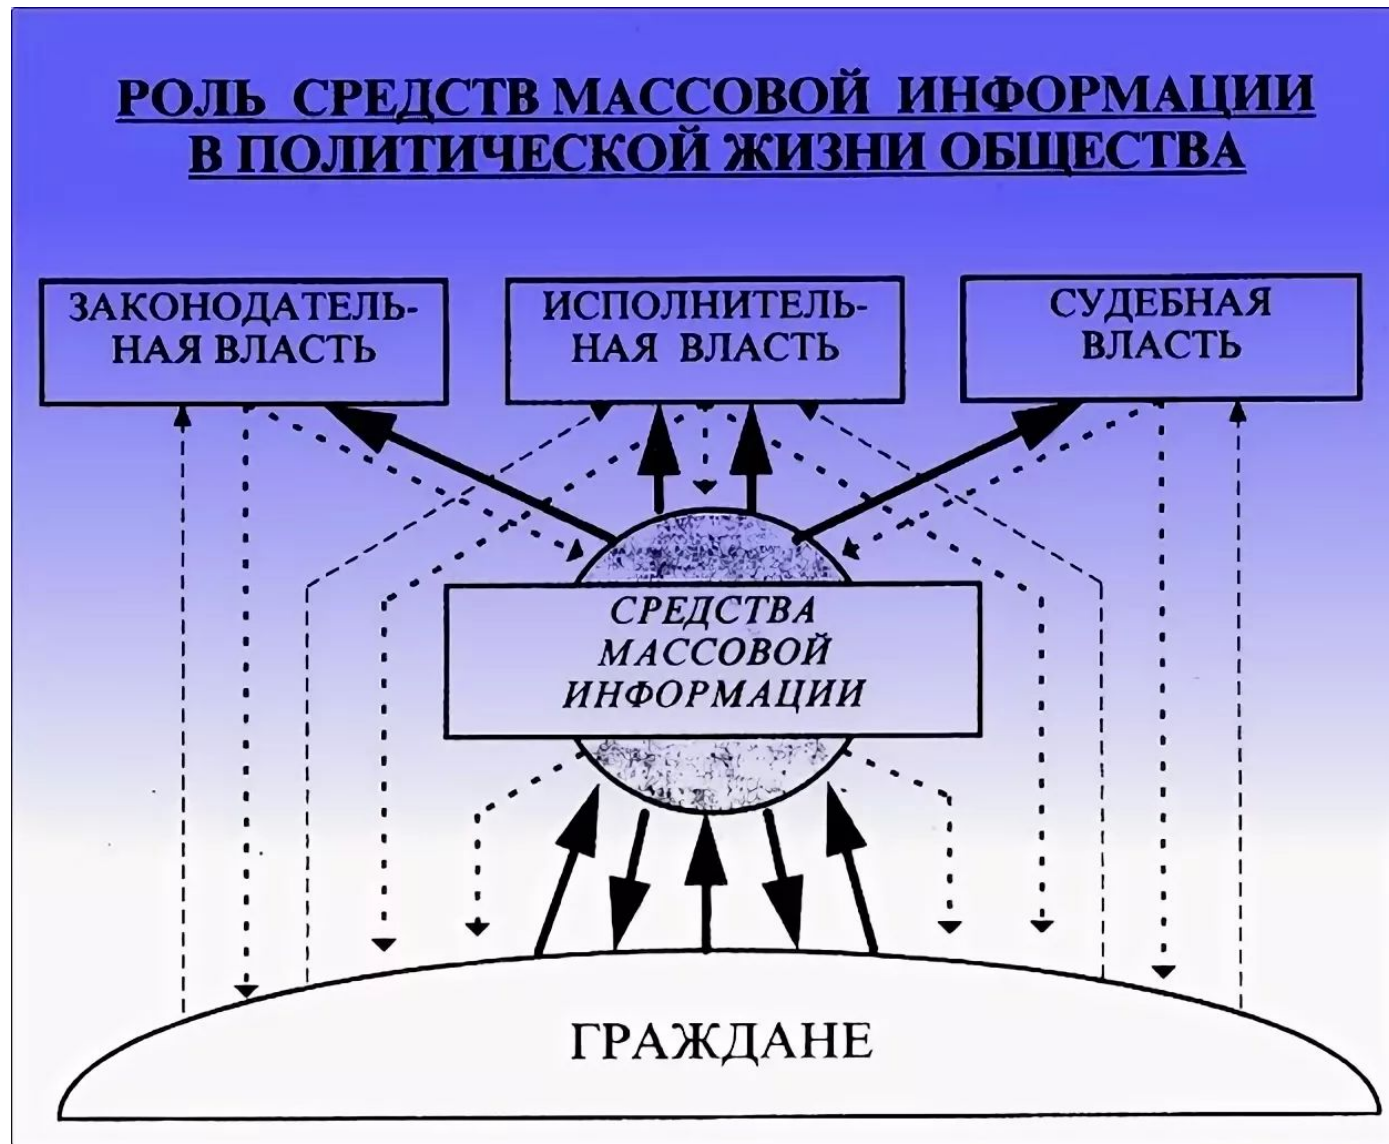 РОЛЬ СРЕДСТВ МАССОВОЙ ИНФОРМАЦИИ
В ПОЛИТИЧЕСКОЙ ЖИЗНИ ОБЩЕСТВА
ЗАКОНОДАТЕЛЬ-
НАЯ ВЛАСТЬ
ИСПОЛНИТЕЛЬ-
НАЯ ВЛАСТЬ
СУДЕБНАЯ
ВЛАСТЬ
СРЕДСТВА
МАССОВОЙ
ИНФОРМАЦИИ
ГРАЖДАНЕ